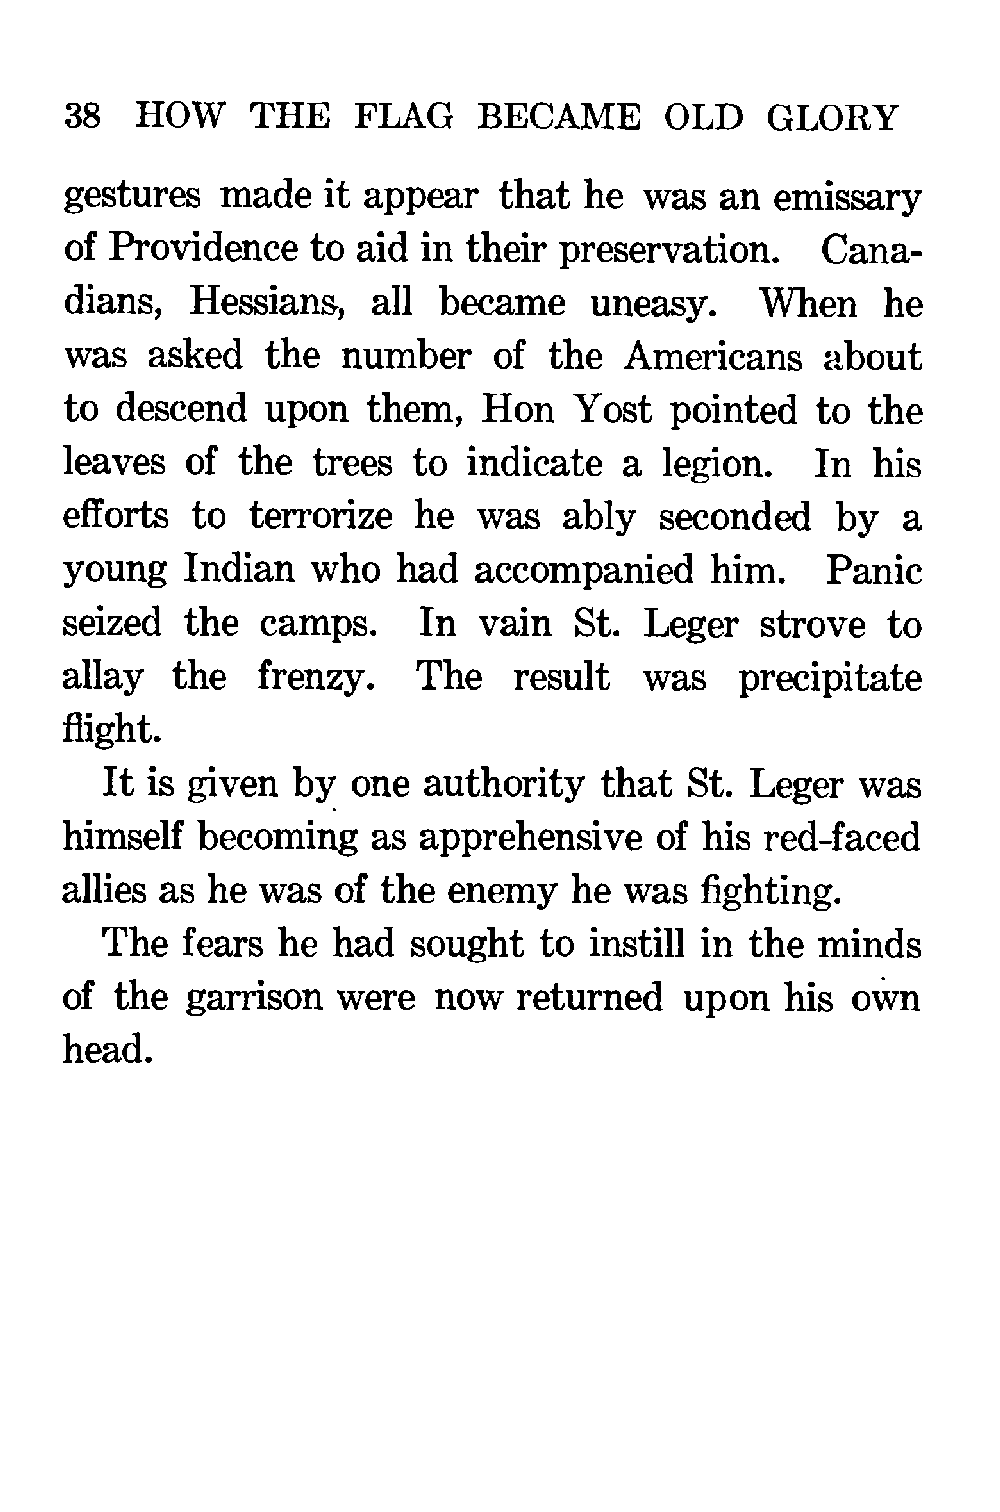 38 HOW THE FLAG BECAME OLD GLORY
gestures made it appear that he was an emissary
of Providence to aid in their preservation. Cana-
dians, Hessians, all became uneasy. When he
was asked the number of the Americans about
to descend upon them, Hon Yost pointed to the
leaves of the trees to indicate a legion. In his
efforts to terrorize he was ably seconded by a
young Indian who had accompanied him. Panic
seized the camps. In vain St. Leger strove to
allay the frenzy. The result was precipitate
flight.
It is given by one authority that St. Leger was
himself becoming as apprehensive of his red-faced
allies as he was of the enemy he was fighting.
The fears he had sought to instill in the minds
of the garrison were now returned upon his own
head.